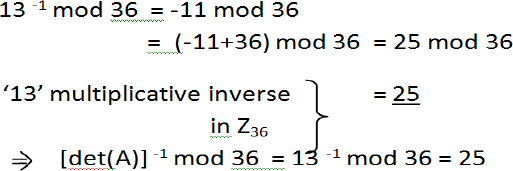 13 ⁻¹ mod 36 = -11 mod 36
= (-11+36) mod 36 = 25 mod 36
‘13’ multiplicative inverse = 25
in Z₃₆
⇒ [det(A)] ⁻¹ mod 36 = 13 ⁻¹ mod 36 = 25